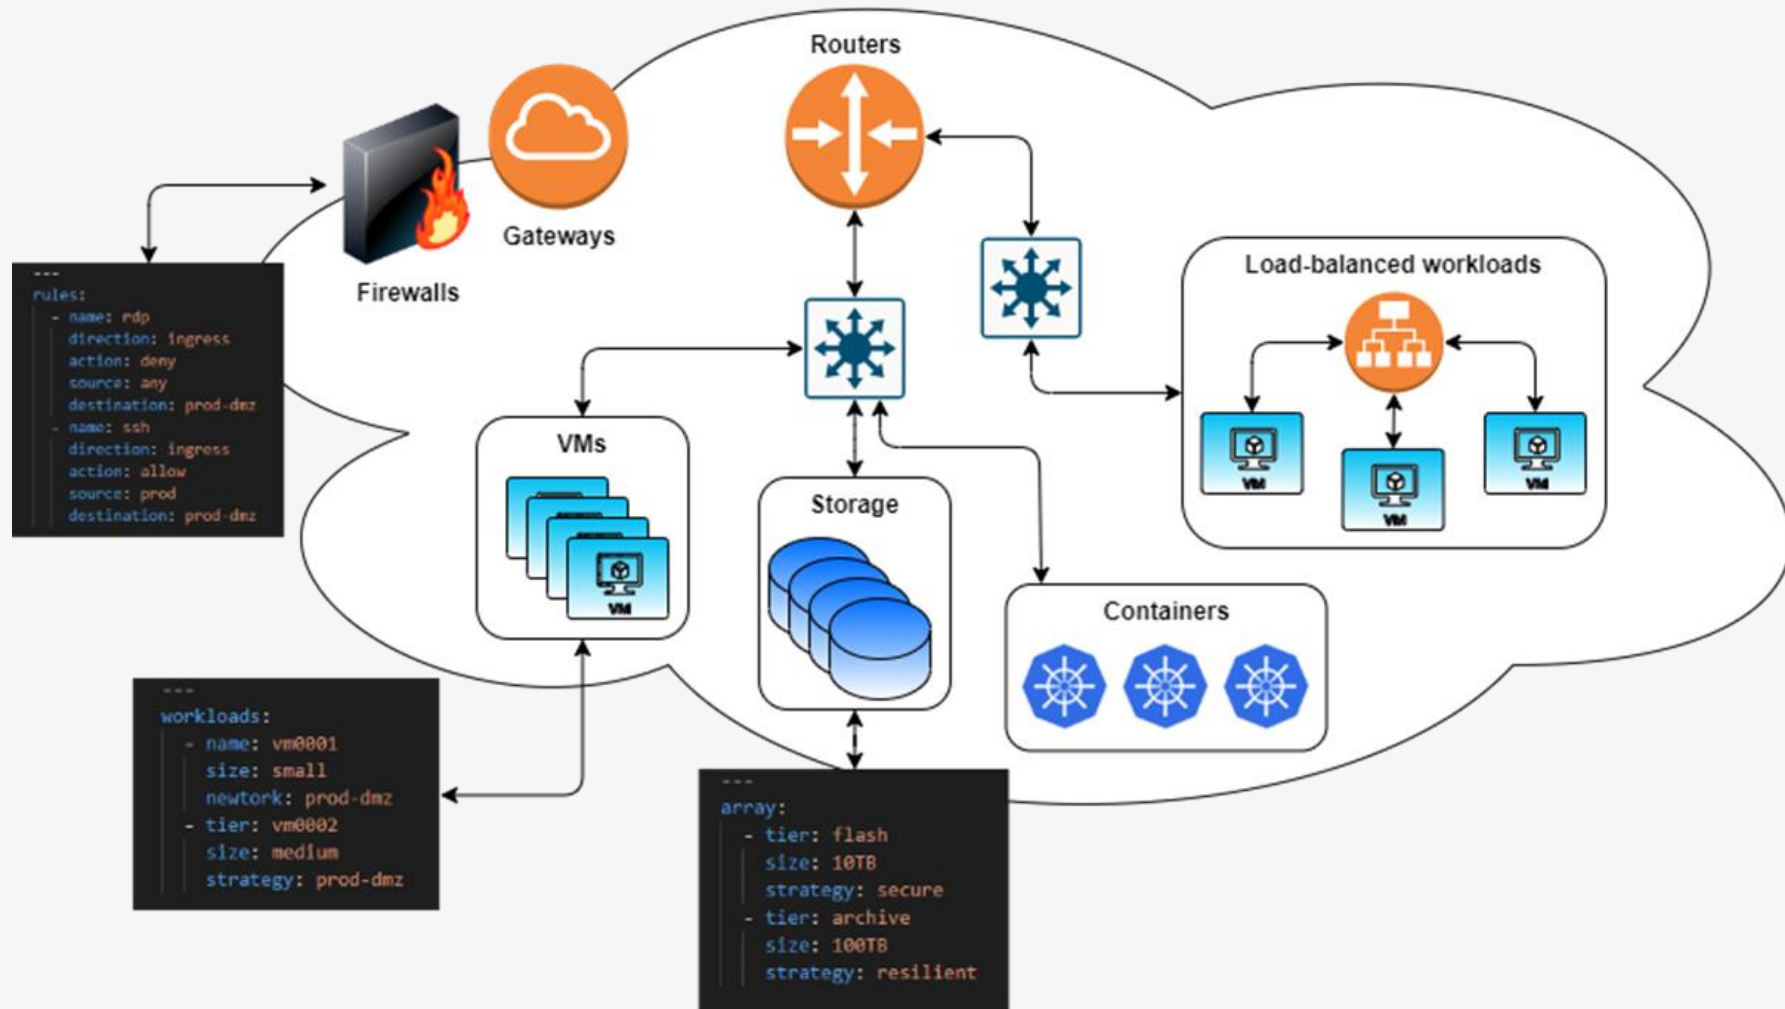 Routers
Gateways
Firewalls
Load-balanced workloads
VM
VM
VM
---
rules:
- name: rdp
direction: ingress
action: deny
source: any
destination: prod-dmz
- name: ssh
direction: ingress
action: allow
source: prod
destination: prod-dmz
VMs
VM
Storage
Containers
---
workloads:
- name: vm0001
size: small
newtork: prod-dmz
- tier: vm0002
size: medium
strategy: prod-dmz
---
array:
- tier: flash
size: 10TB
strategy: secure
- tier: archive
size: 100TB
strategy: resilient